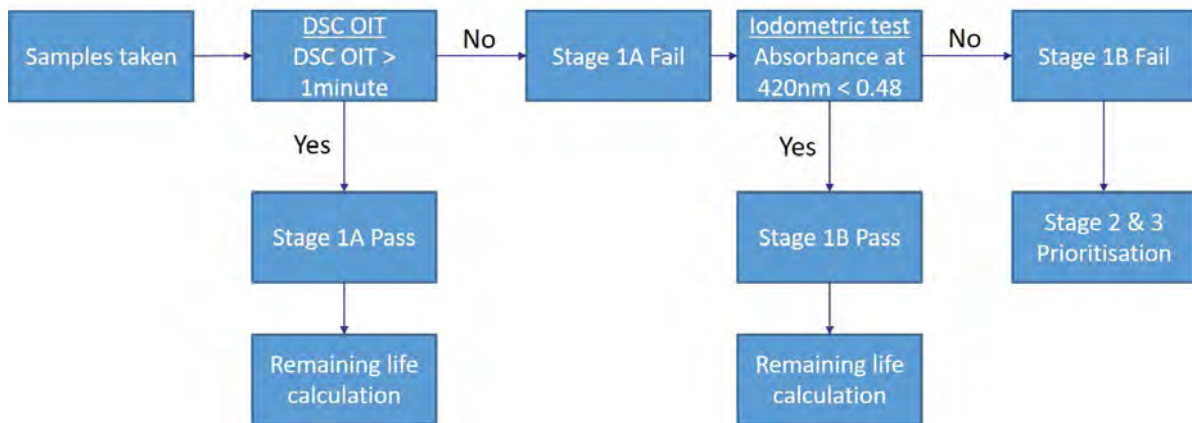 Samples taken
DSC OIT
DSC OIT >
1minute
No
Stage 1A Fail
Iodometric test
Absorbance at
420nm < 0.48
No
Stage 1B Fail
Yes
Yes
Stage 1A Pass
Stage 1B Pass
Stage 2 & 3
Prioritisation
Remaining life
calculation
Remaining life
calculation